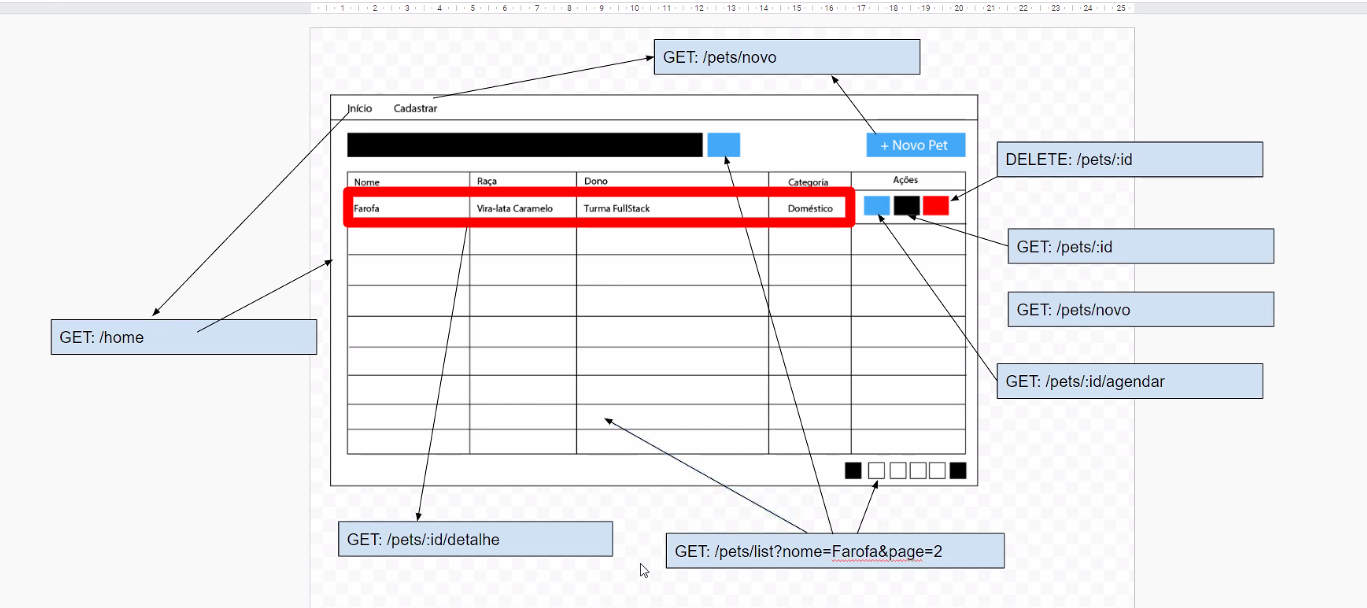 1 2 3 4 5 6 7 8 9 10 11 12 13 14 15 16 17 18 19 20 21 22 23 24 25
GET: /pets/novo
Início Cadastrar
+ Novo Pet
DELETE: /pets/:id
Nome Raça Dono Categoria Ações
Farofa Vira-lata Caramelo Turma FullStack Doméstico
GET: /pets/:id
GET: /pets/novo
GET: /home
GET: /pets/:id/agendar
GET: /pets/:id/detalhe
GET: /pets/list?nome=Farofa&page=2